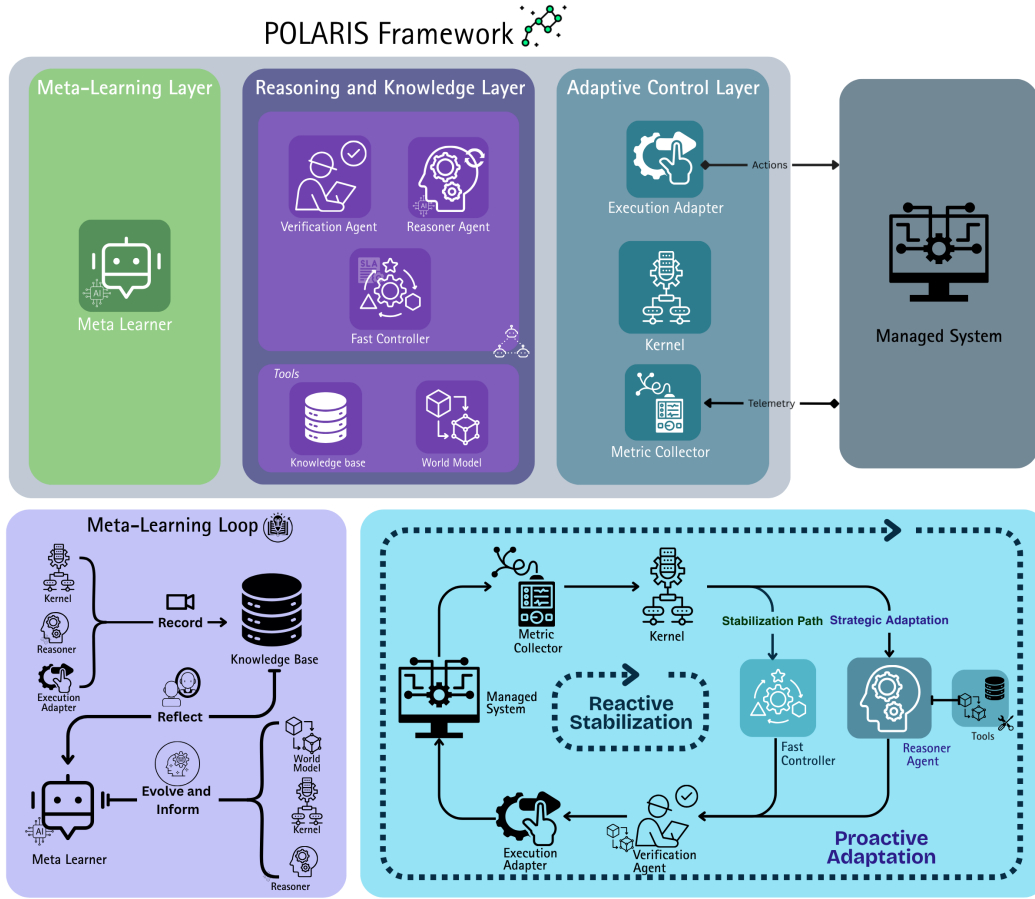 POLARIS Framework
Meta-Learning Layer
Reasoning and Knowledge Layer
Adaptive Control Layer
Verification Agent
Reasoner Agent
Execution Adapter
Actions
AI
AI
Meta Learner
SLA
Fast Controller
Kernel
Managed System
Tools
Knowledge base
World Model
Telemetry
Metric Collector
Meta-Learning Loop
Kernel
Record
Reasoner
Knowledge Base
Execution
Adapter
Reflect
World
Model
Evolve and
Inform
Kernel
AI
Meta Learner
Reasoner
Metric
Collector
Kernel
Stabilization Path
Strategic Adaptation
Managed
System
Reactive
Stabilization
Tools
Fast
Controller
Reasoner
Agent
Execution
Adapter
Verification
Agent
Proactive
Adaptation